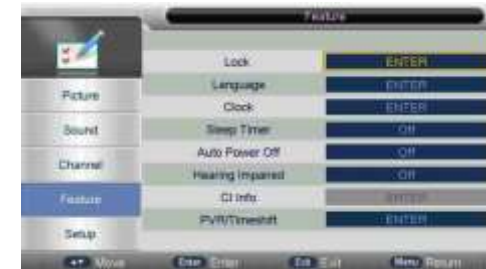 Feature
Lock ENTER
Picture
Language ENTER
Clock ENTER
Sound
Sleep Timer Off
Auto Power Off Off
Channel
Hearing Impaired Off
Feature
CI Info ENTER
PVR/Timeshift ENTER
Setup
Move Enter Enter Exit Exit Menu Return